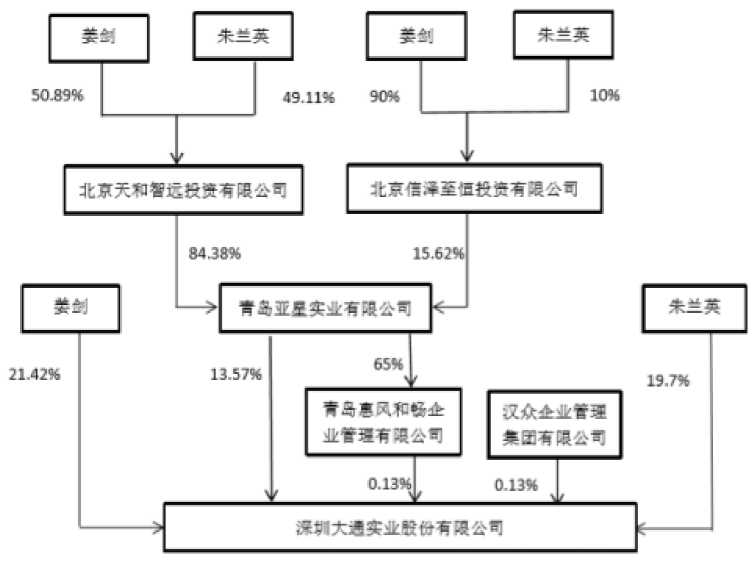 姜剑
朱兰英
姜剑
朱兰英
50.89%
49.11%
90%
10%
北京天和智远投资有限公司
北京信泽至恒投资有限公司
84.38%
15.62%
姜剑
青岛亚星实业有限公司
朱兰英
21.42%
13.57%
65%
19.7%
青岛惠风和畅企
业管理有限公司
汉众企业管理
集团有限公司
0.13%
0.13%
深圳大通实业股份有限公司